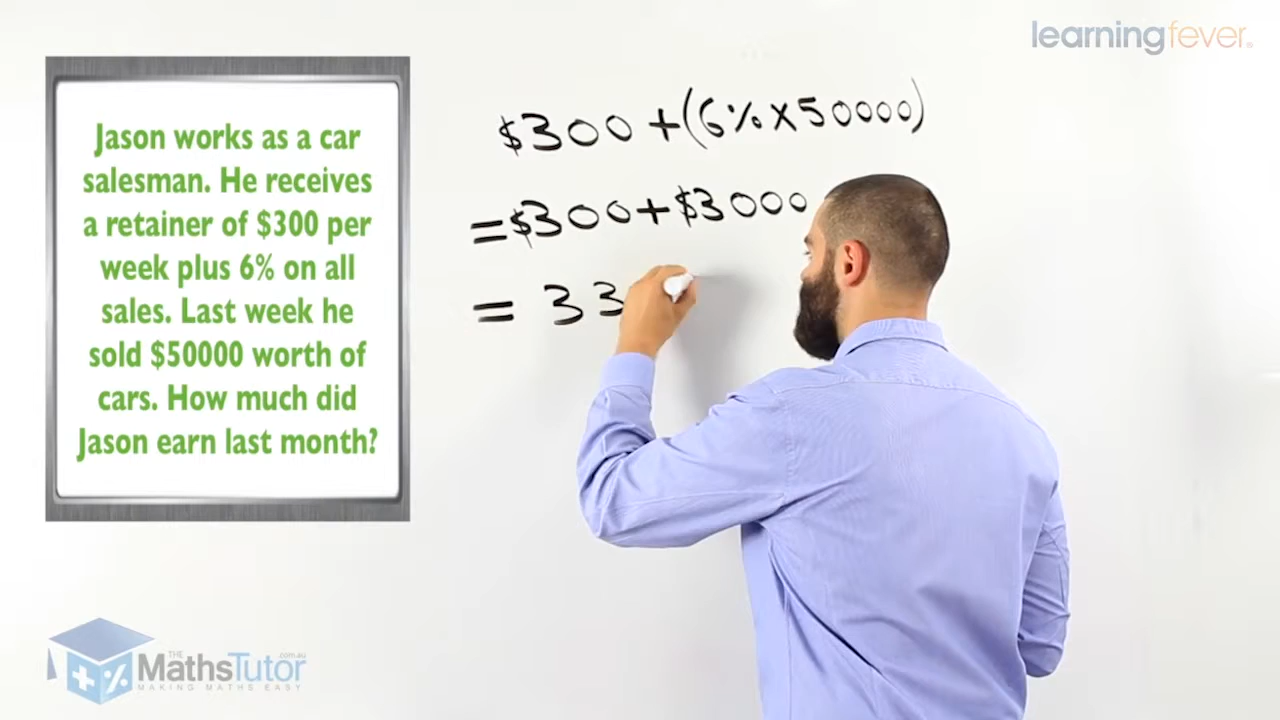 learningfever.
Jason works as a car
salesman. He receives
a retainer of $300 per
week plus 6% on all
sales. Last week he
sold $50000 worth of
cars. How much did
Jason earn last month?
$300 + (6% × 50000)
= $300 + $3000
= 33
THE MathsTutor .com.au
MAKING MATHS EASY